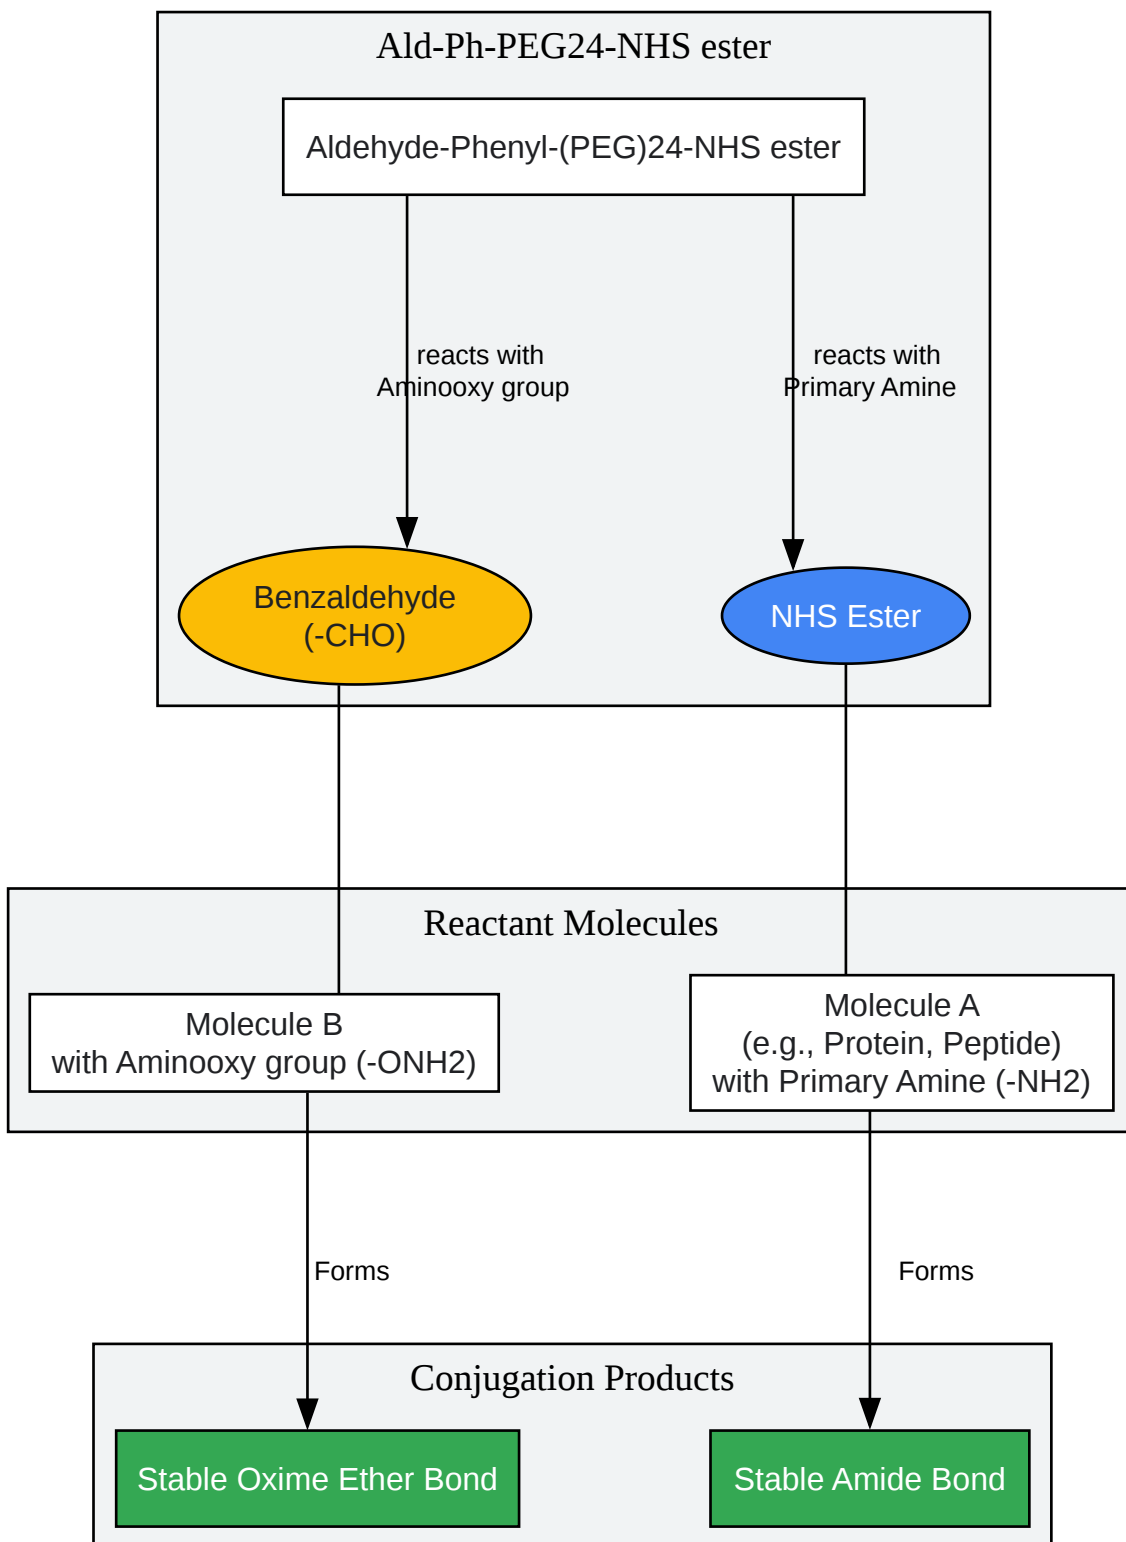 Ald-Ph-PEG24-NHS ester
Aldehyde-Phenyl-(PEG)24-NHS ester
reacts with
Aminooxy group
reacts with
Primary Amine
Benzaldehyde
(-CHO)
NHS Ester
Reactant Molecules
Molecule B
with Aminooxy group (-ONH2)
Molecule A
(e.g., Protein, Peptide)
with Primary Amine (-NH2)
Forms
Forms
Conjugation Products
Stable Oxime Ether Bond
Stable Amide Bond